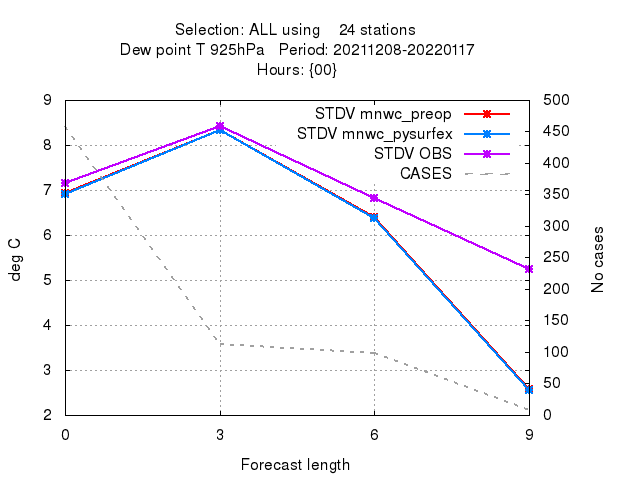 Selection: ALL using    24 stations
Dew point T 925hPa   Period: 20211208-20220117
Hours: {00}
STDV mnwc_preop
STDV mnwc_pysurfex
STDV OBS
CASES
9
8
7
6
5
4
3
2
500
450
400
350
300
250
200
150
100
50
0
deg C
No cases
0 3 6 9
Forecast length